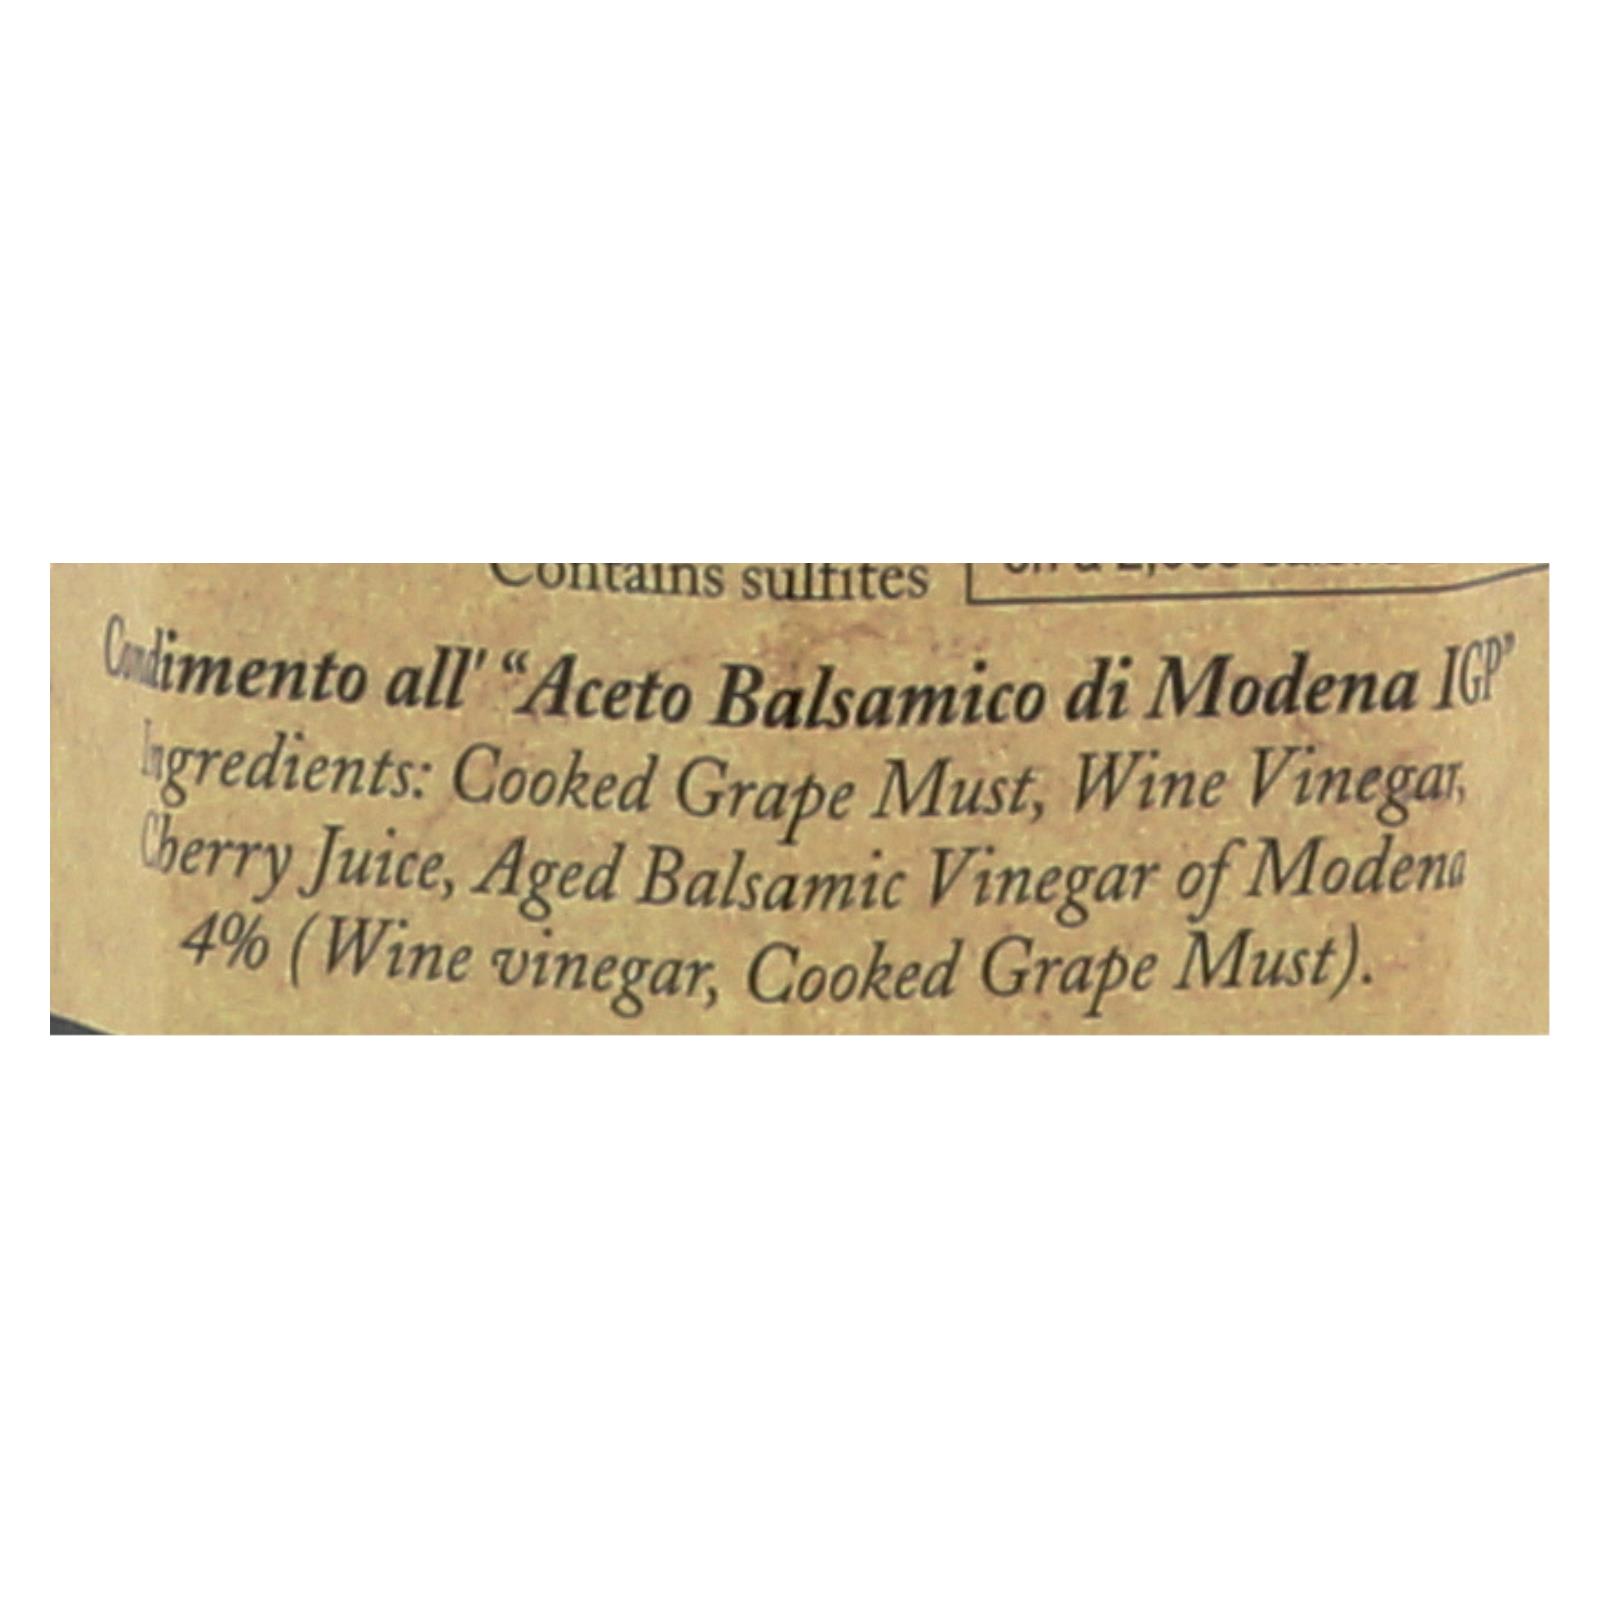 Contains sulfites
Condimento all' “Aceto Balsamico di Modena IGP”
Ingredients: Cooked Grape Must, Wine Vinegar,
Cherry Juice, Aged Balsamic Vinegar of Modena
4% (Wine vinegar, Cooked Grape Must).